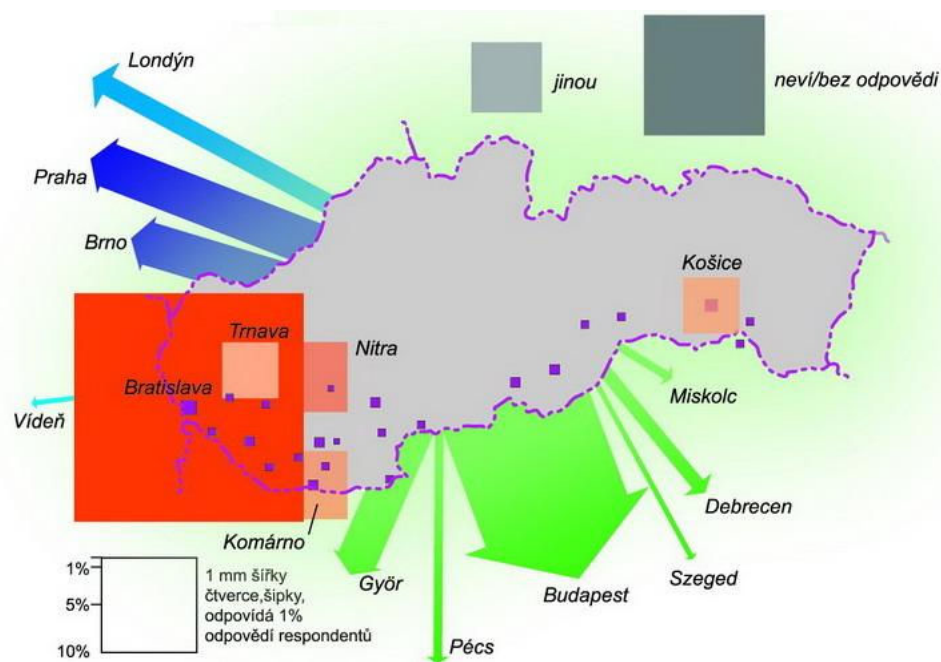 Londýn
jinou
neví/bez odpovědi
Praha
Brno
Košice
Trnava
Nitra
Bratislava
Miskolc
Vídeň
Debrecen
Komárno
Györ
Szeged
Budapest
Pécs
1%
5%
10%
1 mm šířky
čtverce,šipky,
odpovídá 1%
odpovědí respondentů